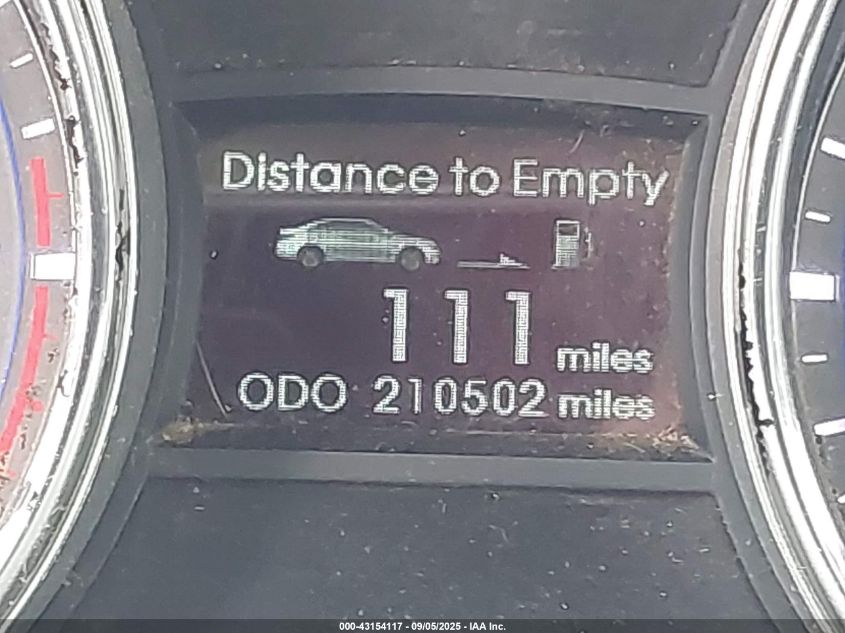 Distance to Empty
111 miles
ODO 210502 miles
000-43154117 - 09/05/2025 - IAA Inc.